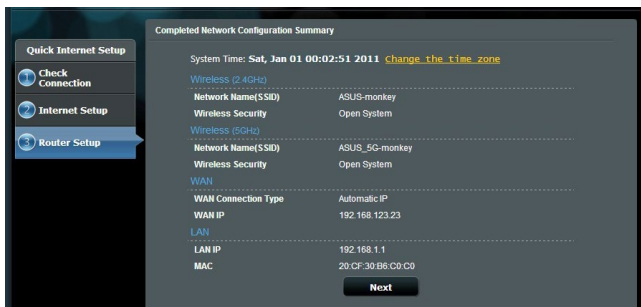 Completed Network Configuration Summary
Quick Internet Setup
1 Check Connection
2 Internet Setup
3 Router Setup
System Time: Sat, Jan 01 00:02:51 2011 Change the time zone
Wireless (2.4GHz)
Network Name(SSID) ASUS-monkey
Wireless Security Open System
Wireless (5GHz)
Network Name(SSID) ASUS_5G-monkey
Wireless Security Open System
WAN
WAN Connection Type Automatic IP
WAN IP 192.168.123.23
LAN
LAN IP 192.168.1.1
MAC 20:CF:30:B6:C0:C0
Next